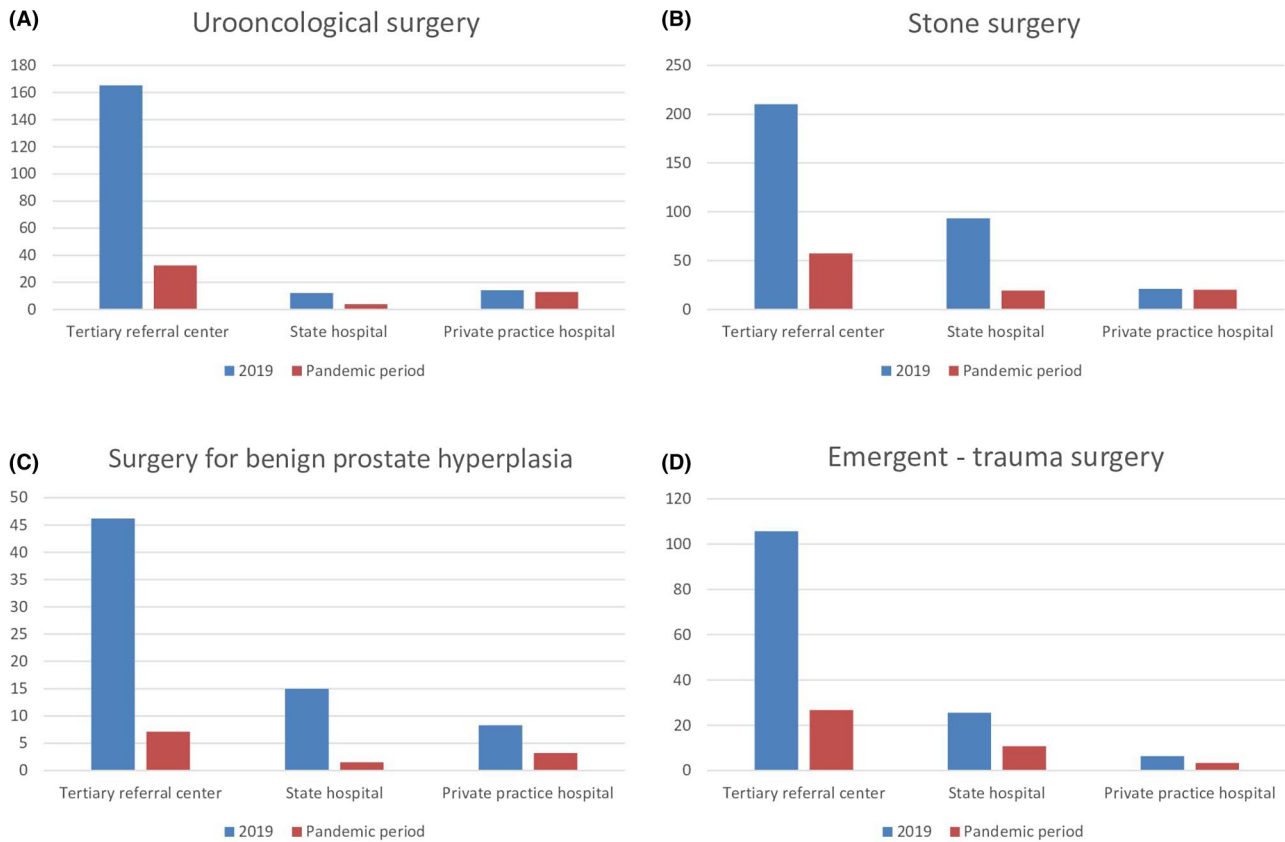 (A)
Urooncological surgery
180
160
140
120
100
80
60
40
20
0
Tertiary referral center State hospital Private practice hospital
2019 Pandemic period
(B)
Stone surgery
250
200
150
100
50
0
Tertiary referral center State hospital Private practice hospital
2019 Pandemic period
(C)
Surgery for benign prostate hyperplasia
50
45
40
35
30
25
20
15
10
5
0
Tertiary referral center State hospital Private practice hospital
2019 Pandemic period
(D)
Emergent - trauma surgery
120
100
80
60
40
20
0
Tertiary referral center State hospital Private practice hospital
2019 Pandemic period